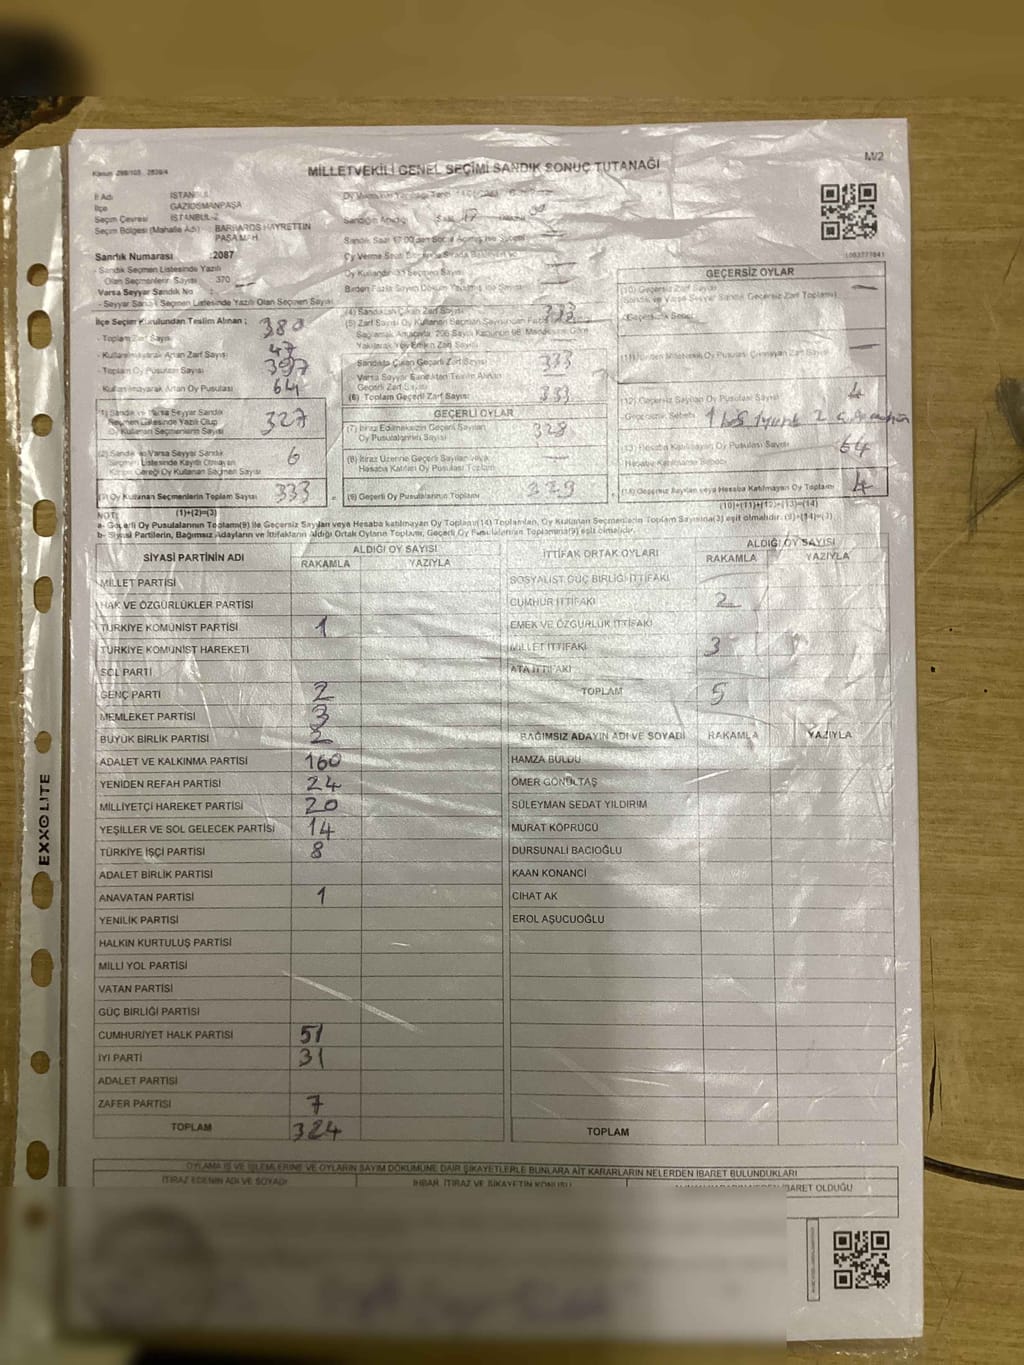 MİLLETVEKİLİ GENEL SEÇİMİ SANDIK SONUÇ TUTANAĞI
M/2
İl Adı İSTANBUL
İlçe GAZİOSMANPAŞA
Seçim Çevresi İSTANBUL-2
Seçim Bölgesi (Mahalle Adı) BARBAROS HAYRETTİN
PAŞA MAH.
Sandık Numarası :2087
- Sandık Seçmen Listesinde Yazılı
Olan Seçmenlerin Sayısı 370
Varsa Seyyar Sandık No
- Seyyar Sandık Seçmen Listesinde Yazılı Olan Seçmen Sayısı
İlçe Seçim Kurulundan Teslim Alınan ;
- Toplam Zarf Sayısı 380
- Kullanılmayarak Artan Zarf Sayısı 47
- Toplam Oy Pusulası Sayısı 397
- Kullanılmayarak Artan Oy Pusulası 64
(1) Sandık ve Varsa Seyyar Sandık
Seçmen Listesinde Yazılı Olup
Oy Kullanan Seçmenlerin Sayısı 327
(2) Sandık ve Varsa Seyyar Sandık
Seçmen Listesinde Kayıtlı Olmayan
Kanun Gereği Oy Kullanan Seçmen Sayısı 6
(3) Oy Kullanan Seçmenlerin Toplam Sayısı 333
(1)+(2)=(3)
(4) Sandıktan Çıkan Zarf Sayısı 333
Sandıkta Çıkan Geçerli Zarf Sayısı 333
Varsa Seyyar Sandıktan Teslim Alınan
Geçerli Zarf Sayısı
(6) Toplam Geçerli Zarf Sayısı: 333
GEÇERLİ OYLAR
(7) İtiraz Edilmeksizin Geçerli Sayılan
Oy Pusulalarının Sayısı 328
(8) İtiraz Üzerine Geçerli Sayılan veya
Hesaba Katılan Oy Pusulası Toplamı
(9) Geçerli Oy Pusulalarının Toplamı 329
1003771841
GEÇERSİZ OYLAR
(10) Geçersiz Zarf Sayısı
(Sandık ve Varsa Seyyar Sandık Geçersiz Zarf Toplamı)
(12) Geçersiz Sayılan Oy Pusulası Sayısı 4
(13) Hesaba Katılmayan Oy Pusulası Sayısı 64
Hesaba Katılmama Sebebi
(14) Geçersiz Sayılan veya Hesaba Katılmayan Oy Toplamı 4
(10)+(11)+(12)+(13)=(14)
NOT:
a- Geçerli Oy Pusulalarının Toplamı(9) ile Geçersiz Sayılan veya Hesaba katılmayan Oy Toplamı(14) Toplamları, Oy Kullanan Seçmenlerin Toplam Sayısına(3) eşit olmalıdır. (9)+(14)=(3)
b- Siyasi Partilerin, Bağımsız Adayların ve İttifakların Aldığı Ortak Oyların Toplamı, Geçerli Oy Pusulalarının Toplamına(9) eşit olmalıdır.
SİYASİ PARTİNİN ADI ALDIĞI OY SAYISI
RAKAMLA YAZIYLA
MİLLET PARTİSİ
HAK VE ÖZGÜRLÜKLER PARTİSİ
TÜRKİYE KOMÜNİST PARTİSİ 1
TÜRKİYE KOMÜNİST HAREKETİ
SOL PARTİ
GENÇ PARTİ 2
MEMLEKET PARTİSİ 3
BÜYÜK BİRLİK PARTİSİ 2
ADALET VE KALKINMA PARTİSİ 160
YENİDEN REFAH PARTİSİ 24
MİLLİYETÇİ HAREKET PARTİSİ 20
YEŞİLLER VE SOL GELECEK PARTİSİ 14
TÜRKİYE İŞÇİ PARTİSİ 8
ADALET BİRLİK PARTİSİ
ANAVATAN PARTİSİ 1
YENİLİK PARTİSİ
HALKIN KURTULUŞ PARTİSİ
MİLLİ YOL PARTİSİ
VATAN PARTİSİ
GÜÇ BİRLİĞİ PARTİSİ
CUMHURİYET HALK PARTİSİ 51
İYİ PARTİ 31
ADALET PARTİSİ
ZAFER PARTİSİ 7
TOPLAM 324
İTTİFAK ORTAK OYLARI ALDIĞI OY SAYISI
RAKAMLA YAZIYLA
SOSYALİST GÜÇ BİRLİĞİ İTTİFAKI
CUMHUR İTTİFAKI 2
EMEK VE ÖZGÜRLÜK İTTİFAKI
MİLLET İTTİFAKI 3
ATA İTTİFAKI
TOPLAM 5
BAĞIMSIZ ADAYIN ADI VE SOYADI RAKAMLA YAZIYLA
HAMZA BULDU
ÖMER GÖNÜLTAŞ
SÜLEYMAN SEDAT YILDIRIM
MURAT KÖPRÜCÜ
DURSUNALİ BACIOĞLU
KAAN KONANCİ
CİHAT AK
EROL AŞUCUOĞLU
TOPLAM
OYLAMA İŞ VE İŞLEMLERİNE VE OYLARIN SAYIM DÖKÜMÜNE DAİR ŞİKAYETLERLE BUNLARA AİT KARARLARIN NELERDEN İBARET BULUNDUKLARI
İTİRAZ EDENİN ADI VE SOYADI İHBAR, İTİRAZ VE ŞİKAYETİN KONUSU
EXXO LITE